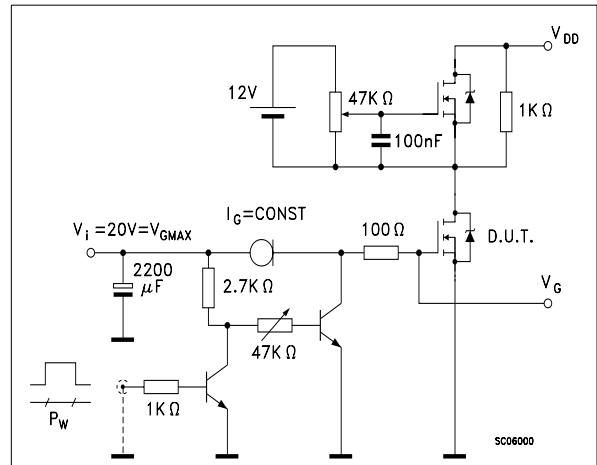 V DD
12V
47K Ω
1K Ω
100nF
I G =CONST
V i =20V=V GMAX
100 Ω
D.U.T.
2200
μF
2.7K Ω
V G
47K Ω
1K Ω
P W
SC06000